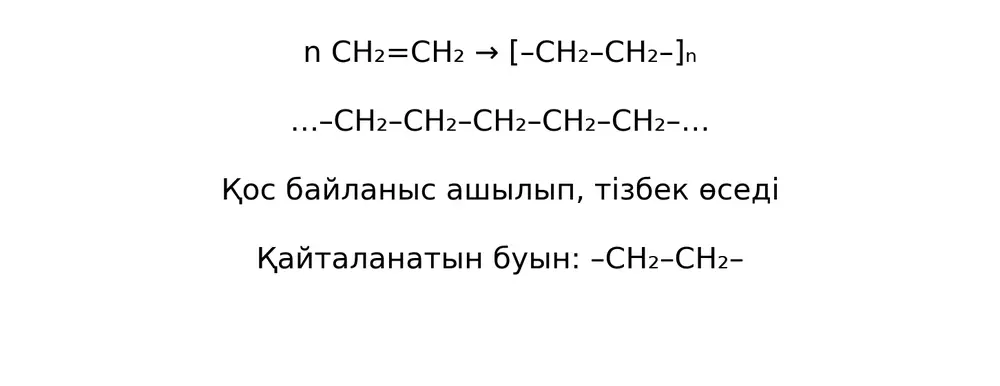 n CH₂=CH₂ → [–CH₂–CH₂–]ₙ
…–CH₂–CH₂–CH₂–CH₂–CH₂–…
Қос байланыс ашылып, тізбек өседі
Қайталанатын буын: –CH₂–CH₂–